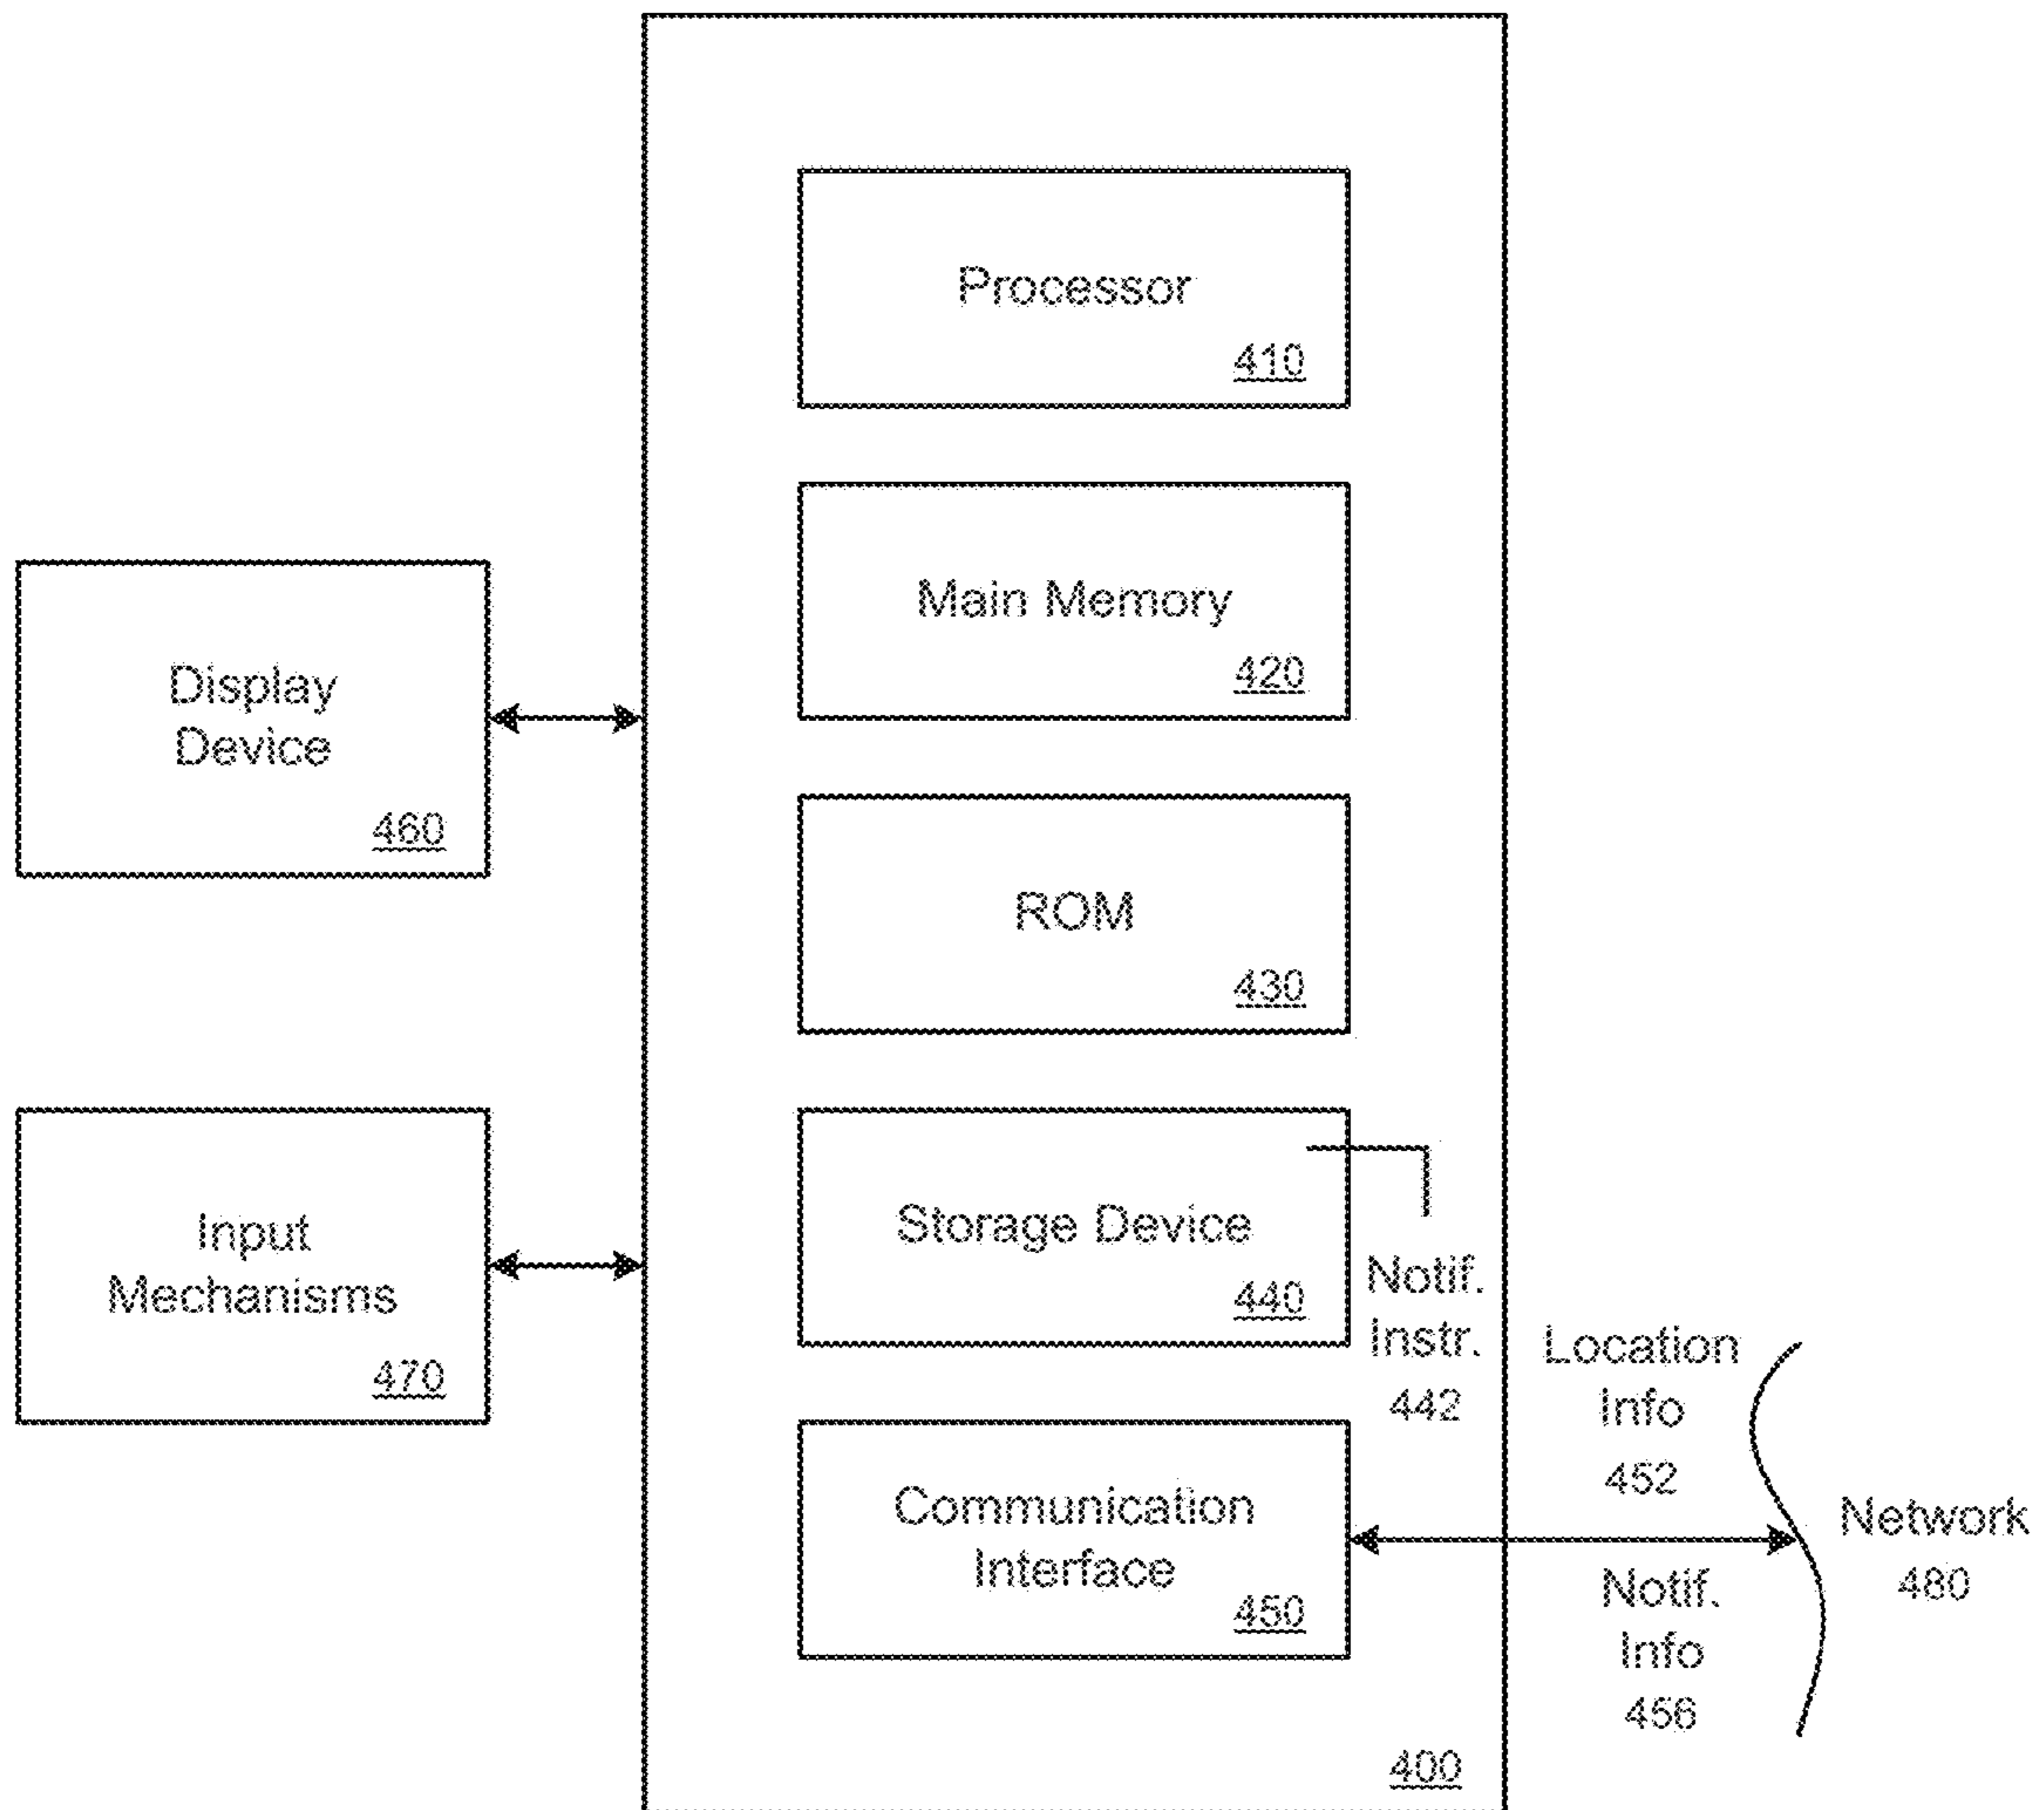 Processor
410
Main Memory
420
Display
Device
460
ROM
430
Input
Mechanisms
470
Storage Device
440
Notif.
Instr.
442
Communication
Interface
450
Location
Info
452
Notif.
Info
456
Network
480
400